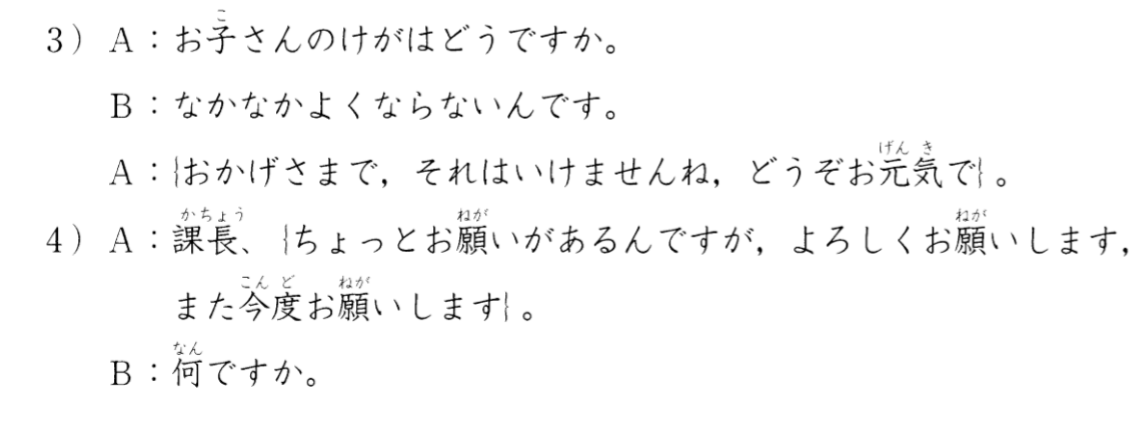 3） A：お子さんのけがはどうですか。
B：なかなかよくならないんです。
A：{おかげさまで，それはいけませんね，どうぞお元気で}。
4） A：課長、{ちょっとお願いがあるんですが，よろしくお願いします，
また今度お願いします}。
B：何ですか。